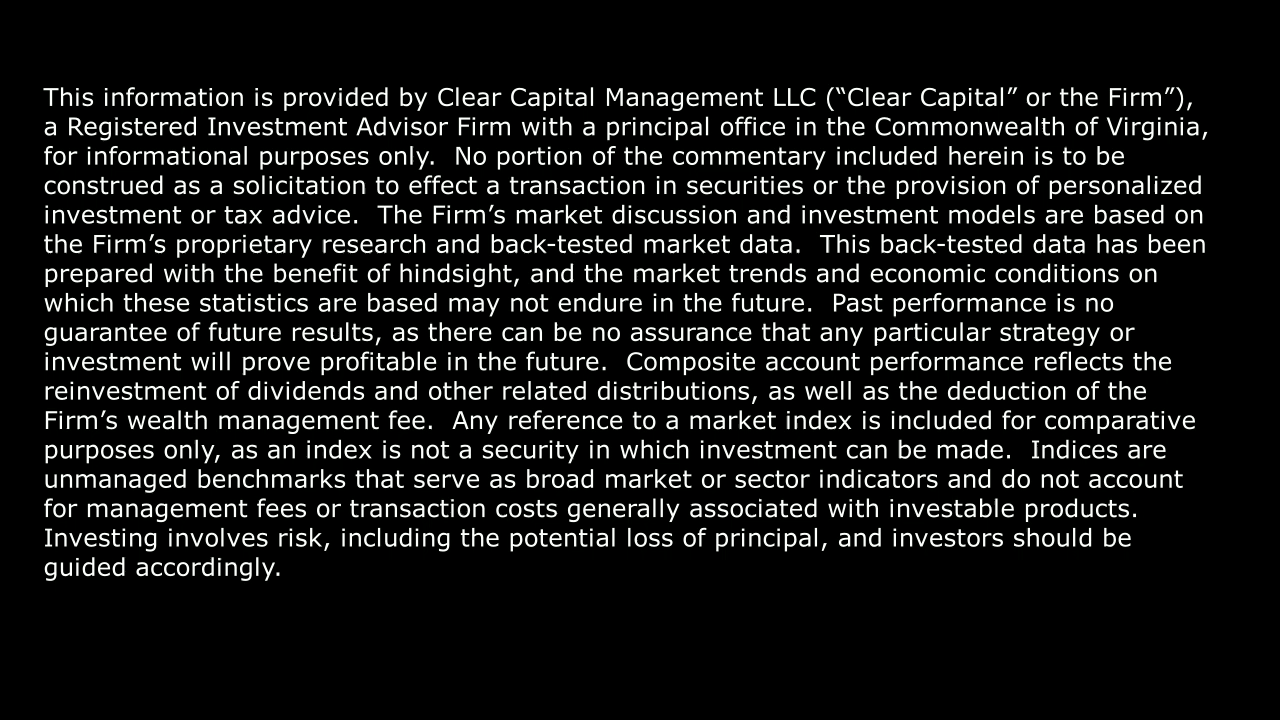 This information is provided by Clear Capital Management LLC (“Clear Capital” or the Firm”),
a Registered Investment Advisor Firm with a principal office in the Commonwealth of Virginia,
for informational purposes only.  No portion of the commentary included herein is to be
construed as a solicitation to effect a transaction in securities or the provision of personalized
investment or tax advice.  The Firm’s market discussion and investment models are based on
the Firm’s proprietary research and back-tested market data.  This back-tested data has been
prepared with the benefit of hindsight, and the market trends and economic conditions on
which these statistics are based may not endure in the future.  Past performance is no
guarantee of future results, as there can be no assurance that any particular strategy or
investment will prove profitable in the future.  Composite account performance reflects the
reinvestment of dividends and other related distributions, as well as the deduction of the
Firm’s wealth management fee.  Any reference to a market index is included for comparative
purposes only, as an index is not a security in which investment can be made.  Indices are
unmanaged benchmarks that serve as broad market or sector indicators and do not account
for management fees or transaction costs generally associated with investable products.
Investing involves risk, including the potential loss of principal, and investors should be
guided accordingly.